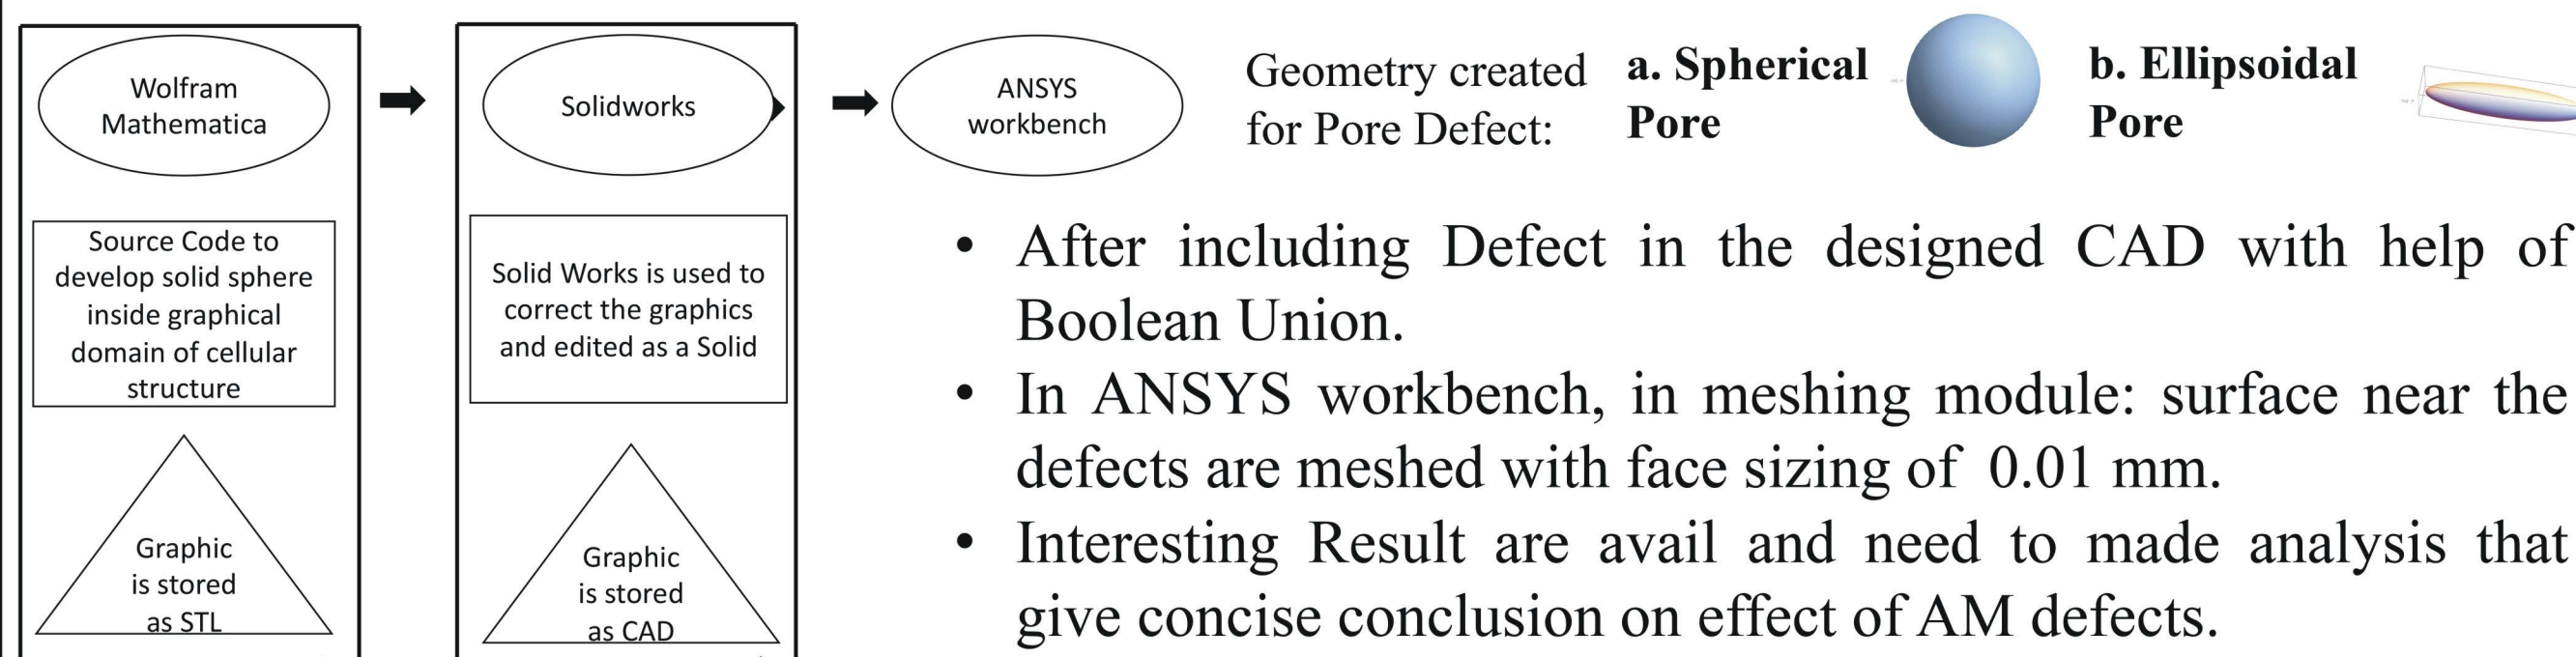 Wolfram
Mathematica
Source Code to
develop solid sphere
inside graphical
domain of cellular
structure
Graphic
is stored
as STL
Solidworks
Solid Works is used to
correct the graphics
and edited as a Solid
Graphic
is stored
as CAD
ANSYS
workbench
Geometry created
for Pore Defect:
a. Spherical
Pore
b. Ellipsoidal
Pore
• After including Defect in the designed CAD with help of
Boolean Union.
• In ANSYS workbench, in meshing module: surface near the
defects are meshed with face sizing of 0.01 mm.
• Interesting Result are avail and need to made analysis that
give concise conclusion on effect of AM defects.